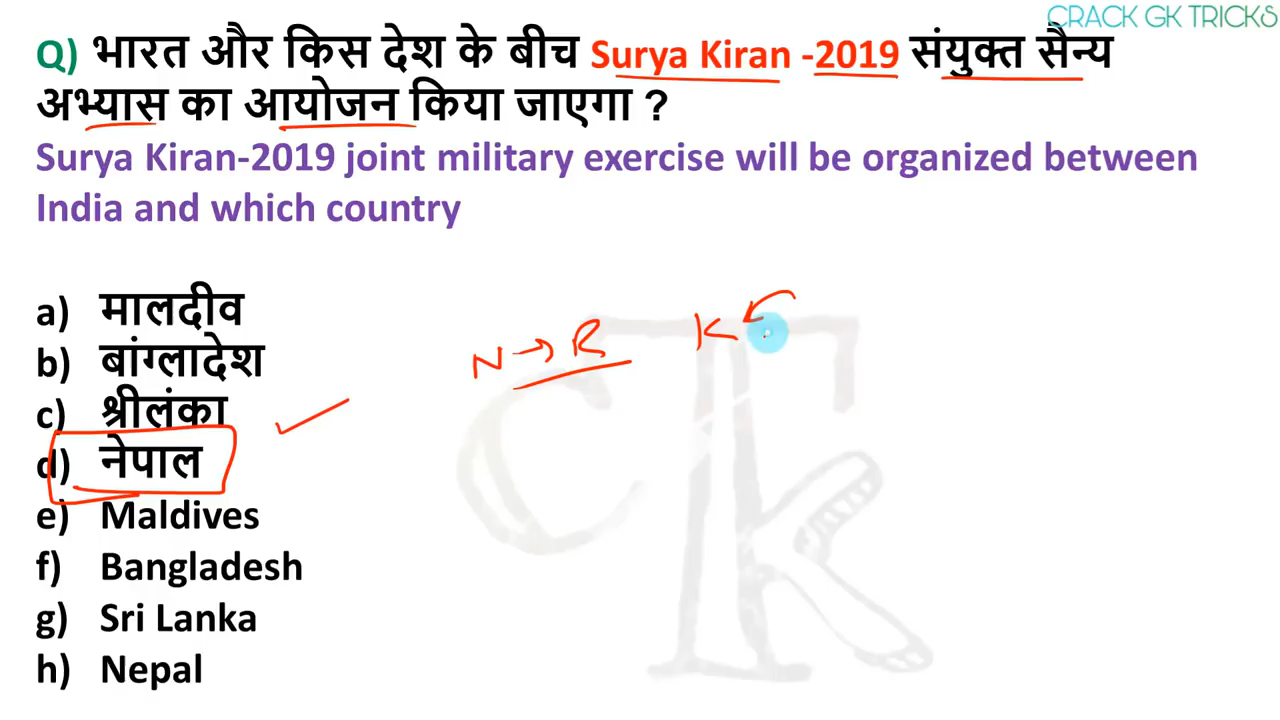 CRACK GK TRICKS
Q) भारत और किस देश के बीच Surya Kiran -2019 संयुक्त सैन्य
अभ्यास का आयोजन किया जाएगा ?
Surya Kiran-2019 joint military exercise will be organized between
India and which country
a) मालदीव
b) बांग्लादेश
c) श्रीलंका
d) नेपाल
e) Maldives
f) Bangladesh
g) Sri Lanka
h) Nepal
N → R
K
CTK